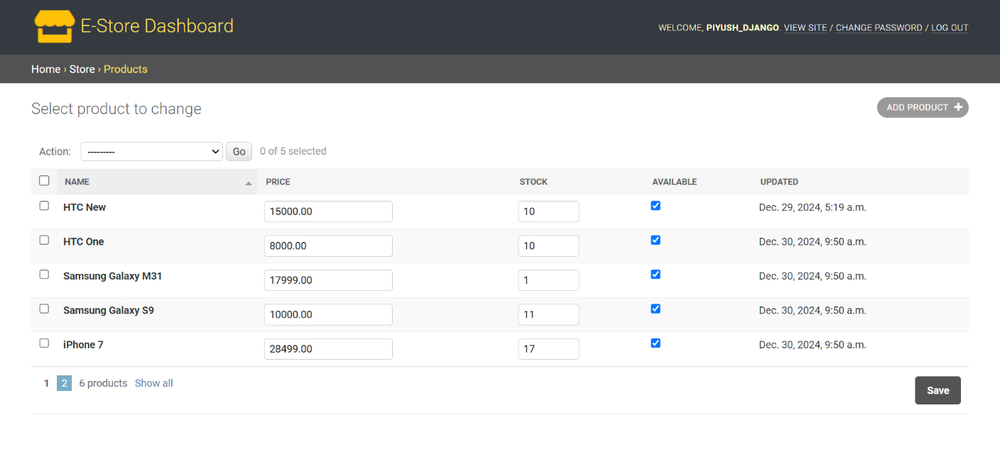 E-Store Dashboard
WELCOME, PIYUSH_DJANGO. VIEW SITE / CHANGE PASSWORD / LOG OUT
Home › Store › Products
Select product to change
ADD PRODUCT
Action: --------- Go 0 of 5 selected
NAME PRICE STOCK AVAILABLE UPDATED
HTC New 15000.00 10 Dec. 29, 2024, 5:19 a.m.
HTC One 8000.00 10 Dec. 30, 2024, 9:50 a.m.
Samsung Galaxy M31 17999.00 1 Dec. 30, 2024, 9:50 a.m.
Samsung Galaxy S9 10000.00 11 Dec. 30, 2024, 9:50 a.m.
iPhone 7 28499.00 17 Dec. 30, 2024, 9:50 a.m.
1 2 6 products Show all
Save